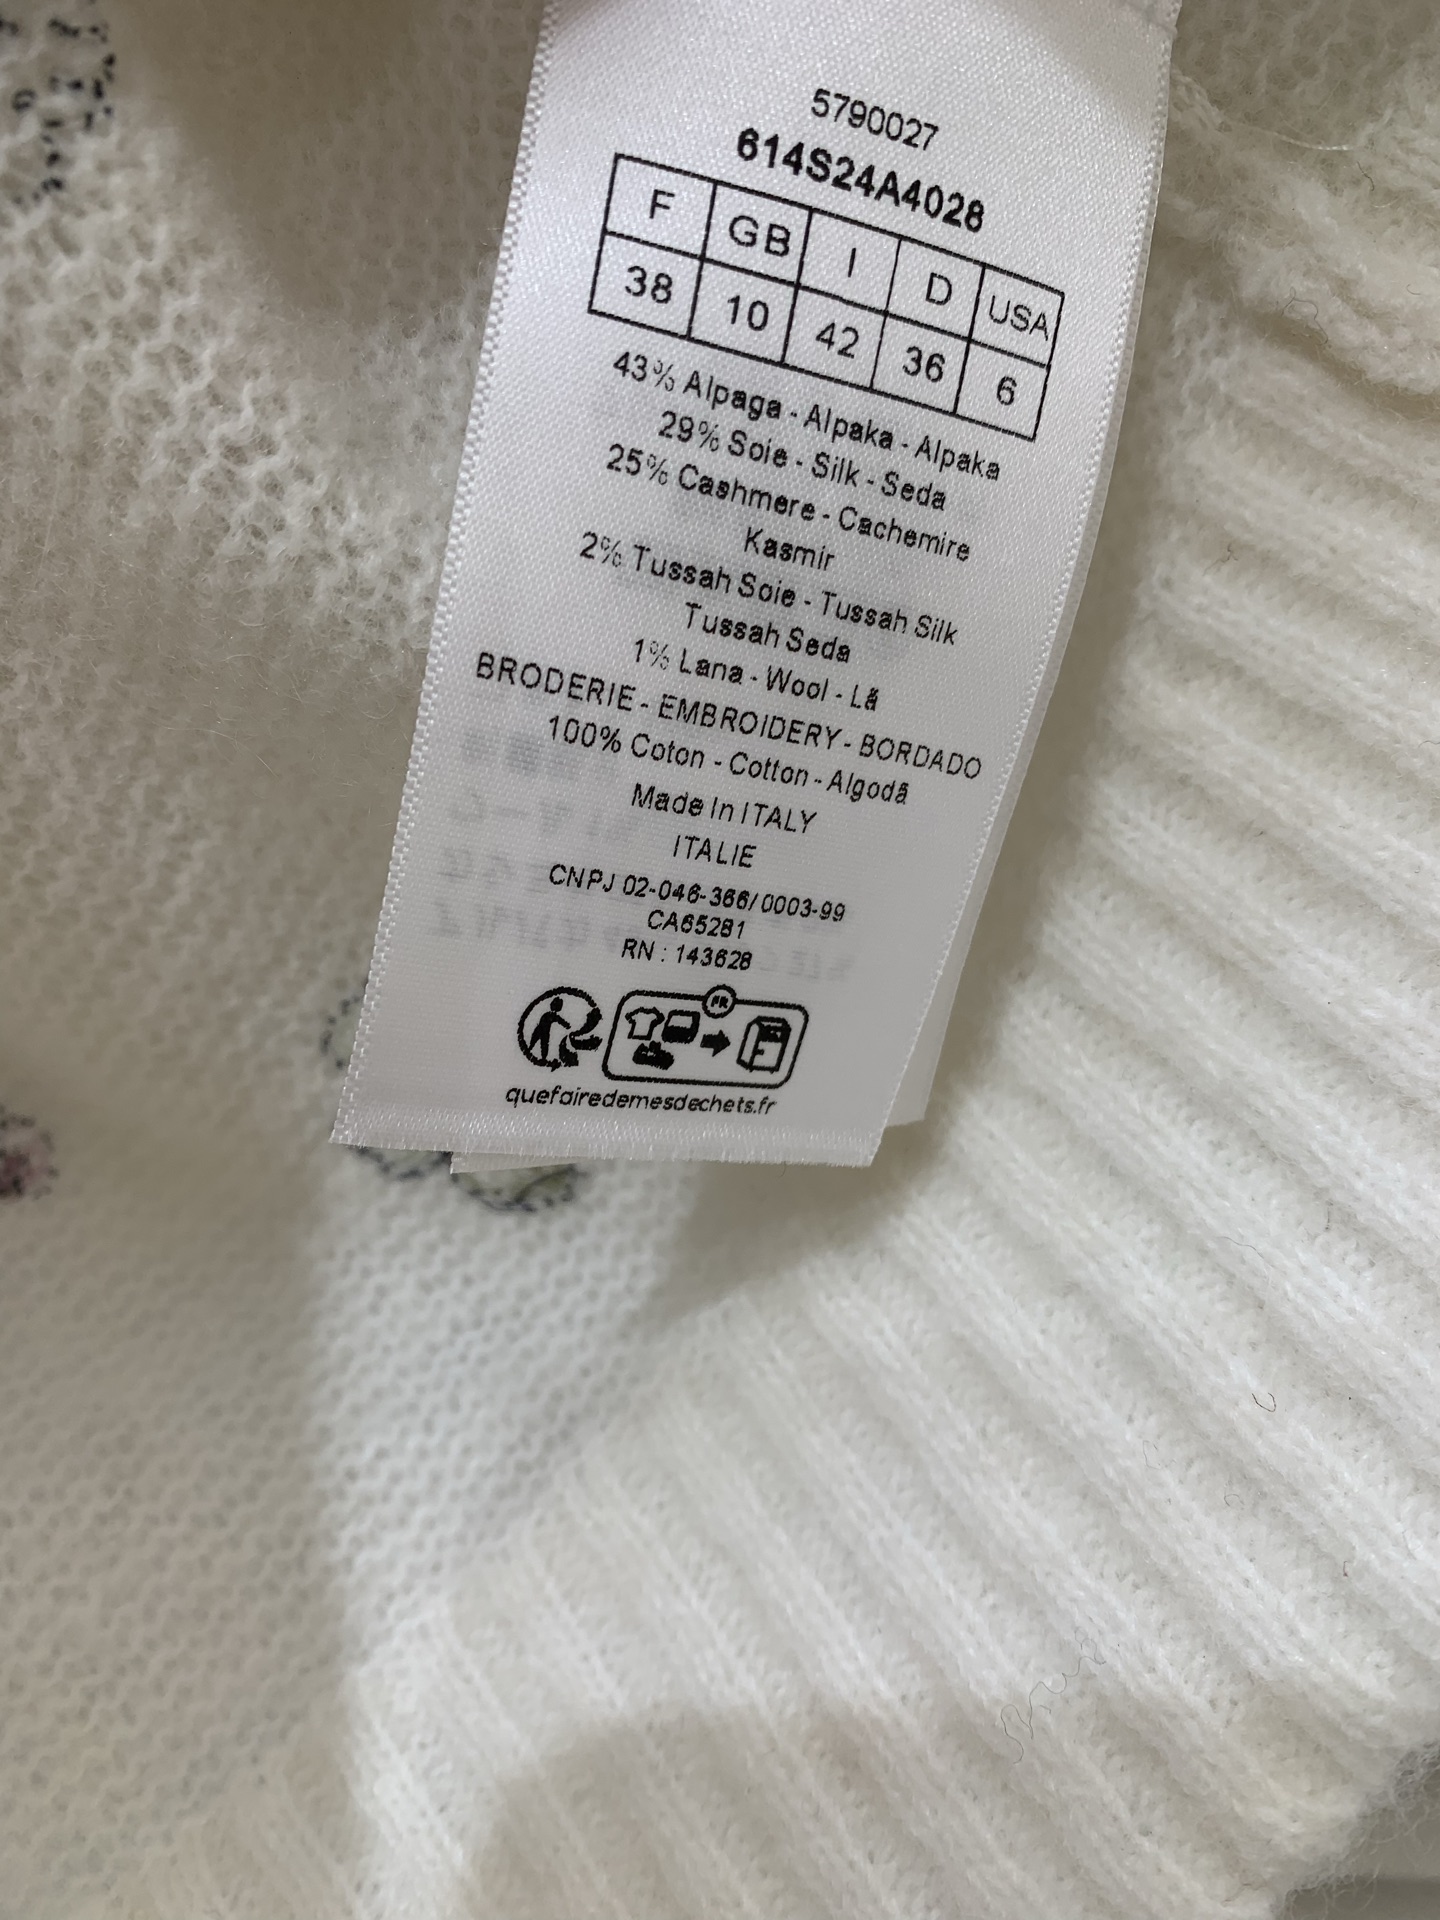 5790027
614S24A4028
F GB I D USA
38 10 42 36 6
43% Alpaga - Alpaka - Alpaka
29% Soie - Silk - Seda
25% Cashmere - Cachemire
Kasmir
2% Tussah Soie - Tussah Silk
Tussah Seda
1% Lana - Wool - Lã
BRODERIE - EMBROIDERY - BORDADO
100% Coton - Cotton - Algodã
Made In ITALY
ITALIE
CNPJ 02-046-366/0003-99
CA65281
RN : 143628
FR
quefairedemesdechets.fr